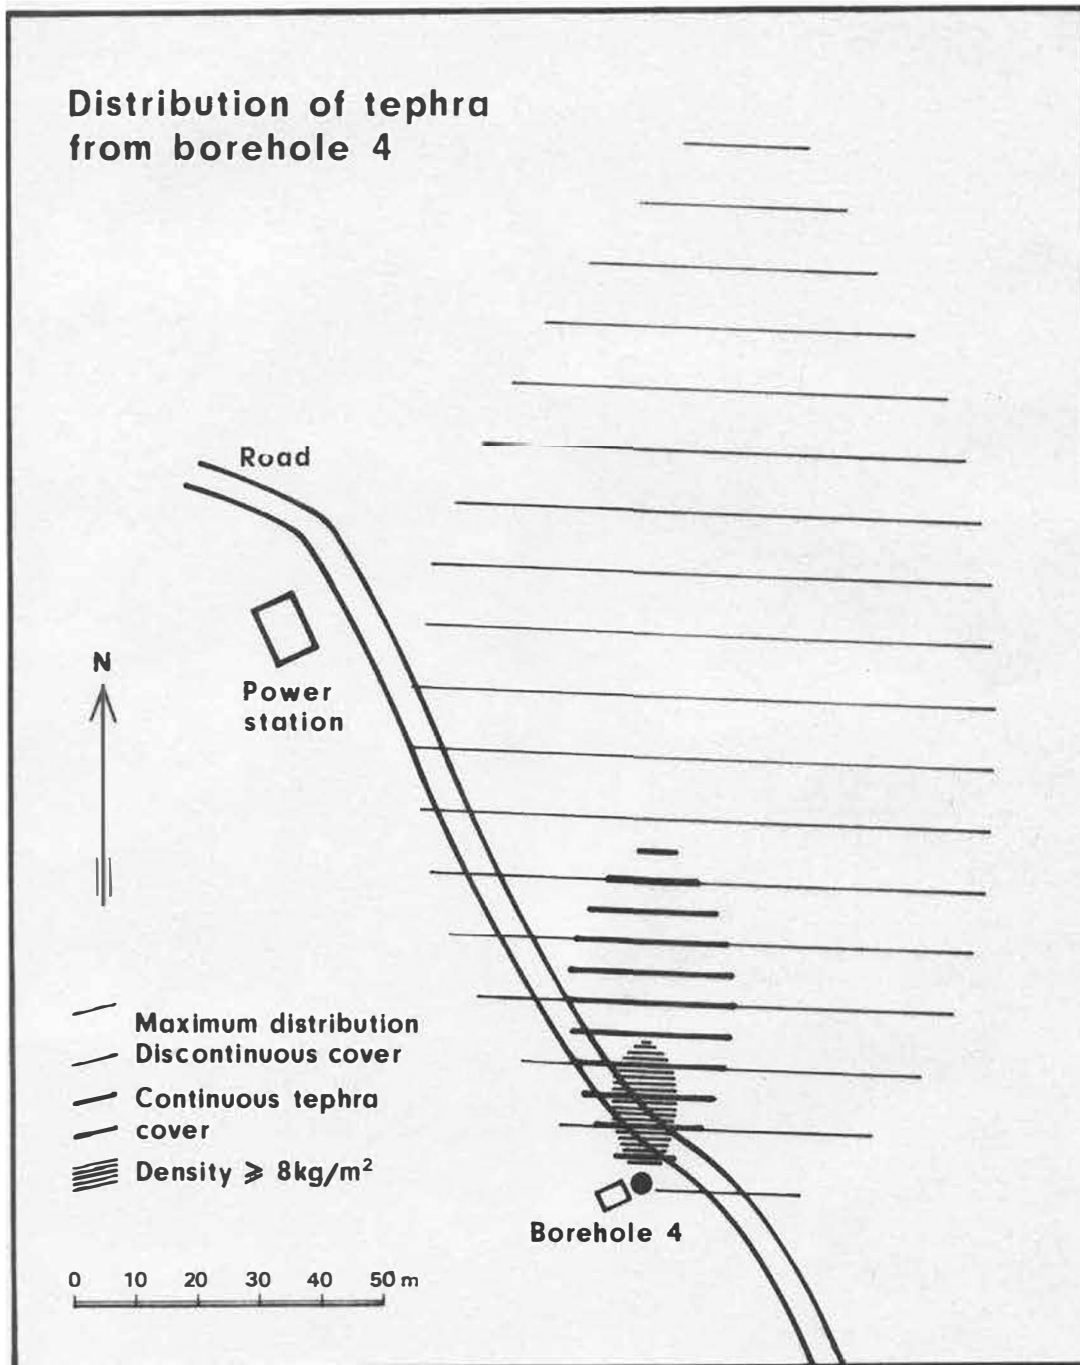 Distribution of tephra
from borehole 4
Road
Power
station
N
Maximum distribution
Discontinuous cover
Continuous tephra
cover
Density ⩾ 8kg/m²
Borehole 4
0 10 20 30 40 50 m